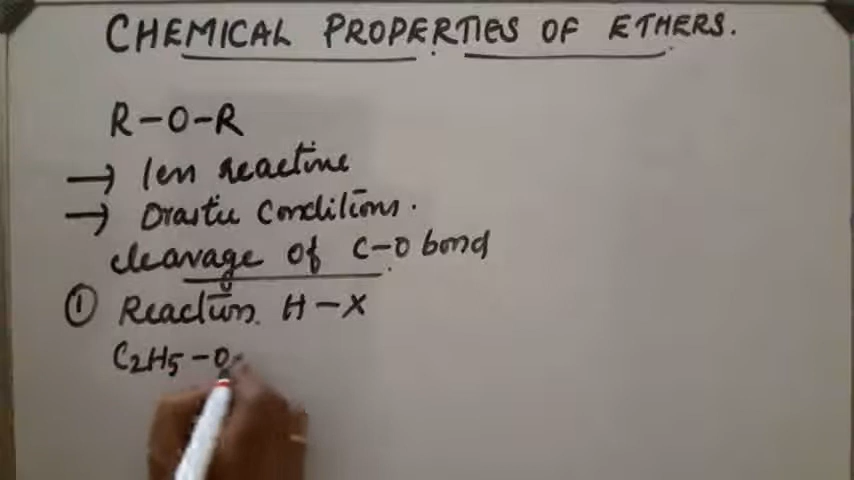 CHEMICAL PROPERTIES OF ETHERS.
R-O-R
→ less reactive
→ Drastic Conditions.
cleavage of C-O bond
① Reaction. H-X
C₂H₅-O